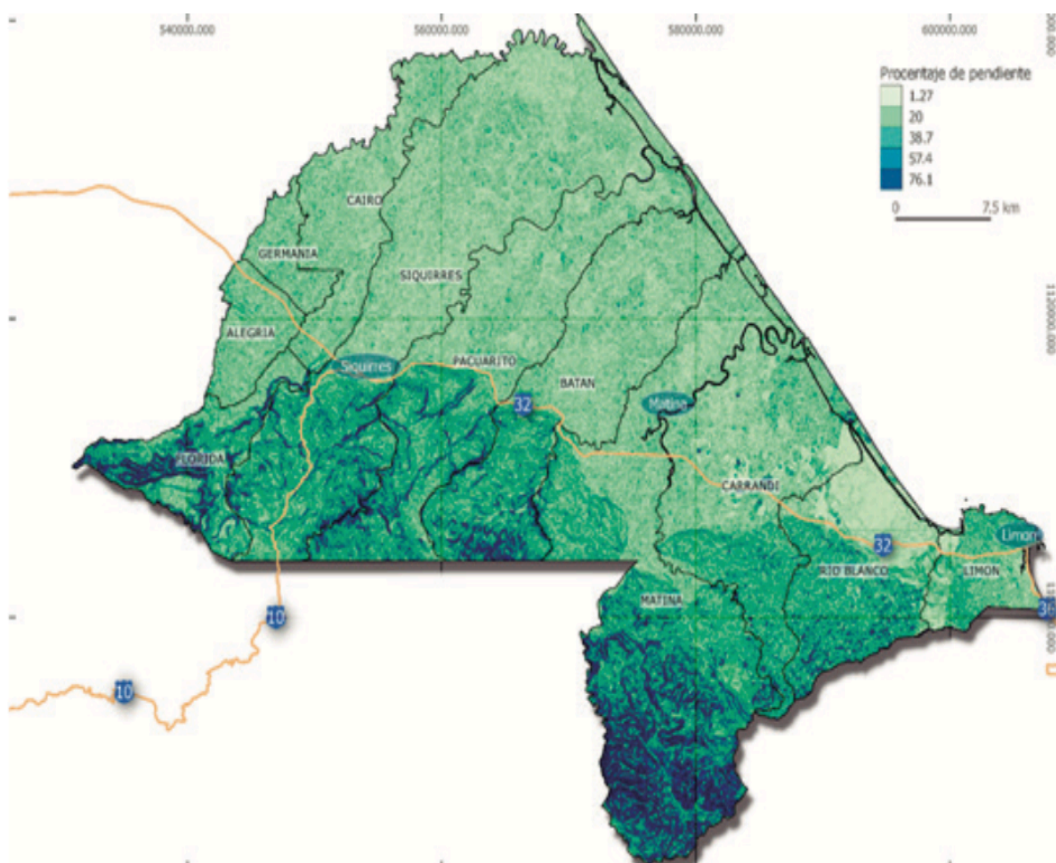 540000.000
560000.000
580000.000
600000.000
Procentaje de pendiente
1.27
20
38.7
57.4
76.1
0
7.5 km
CAIRO
GERMANIA
SIQUIRRES
ALEGRIA
Siquirres
PACUARITO
BATAN
32
Matina
FLORIDA
CARRANDI
32
Limon
RIO BLANCO
LIMON
MATINA
10
36
10
1120000.000